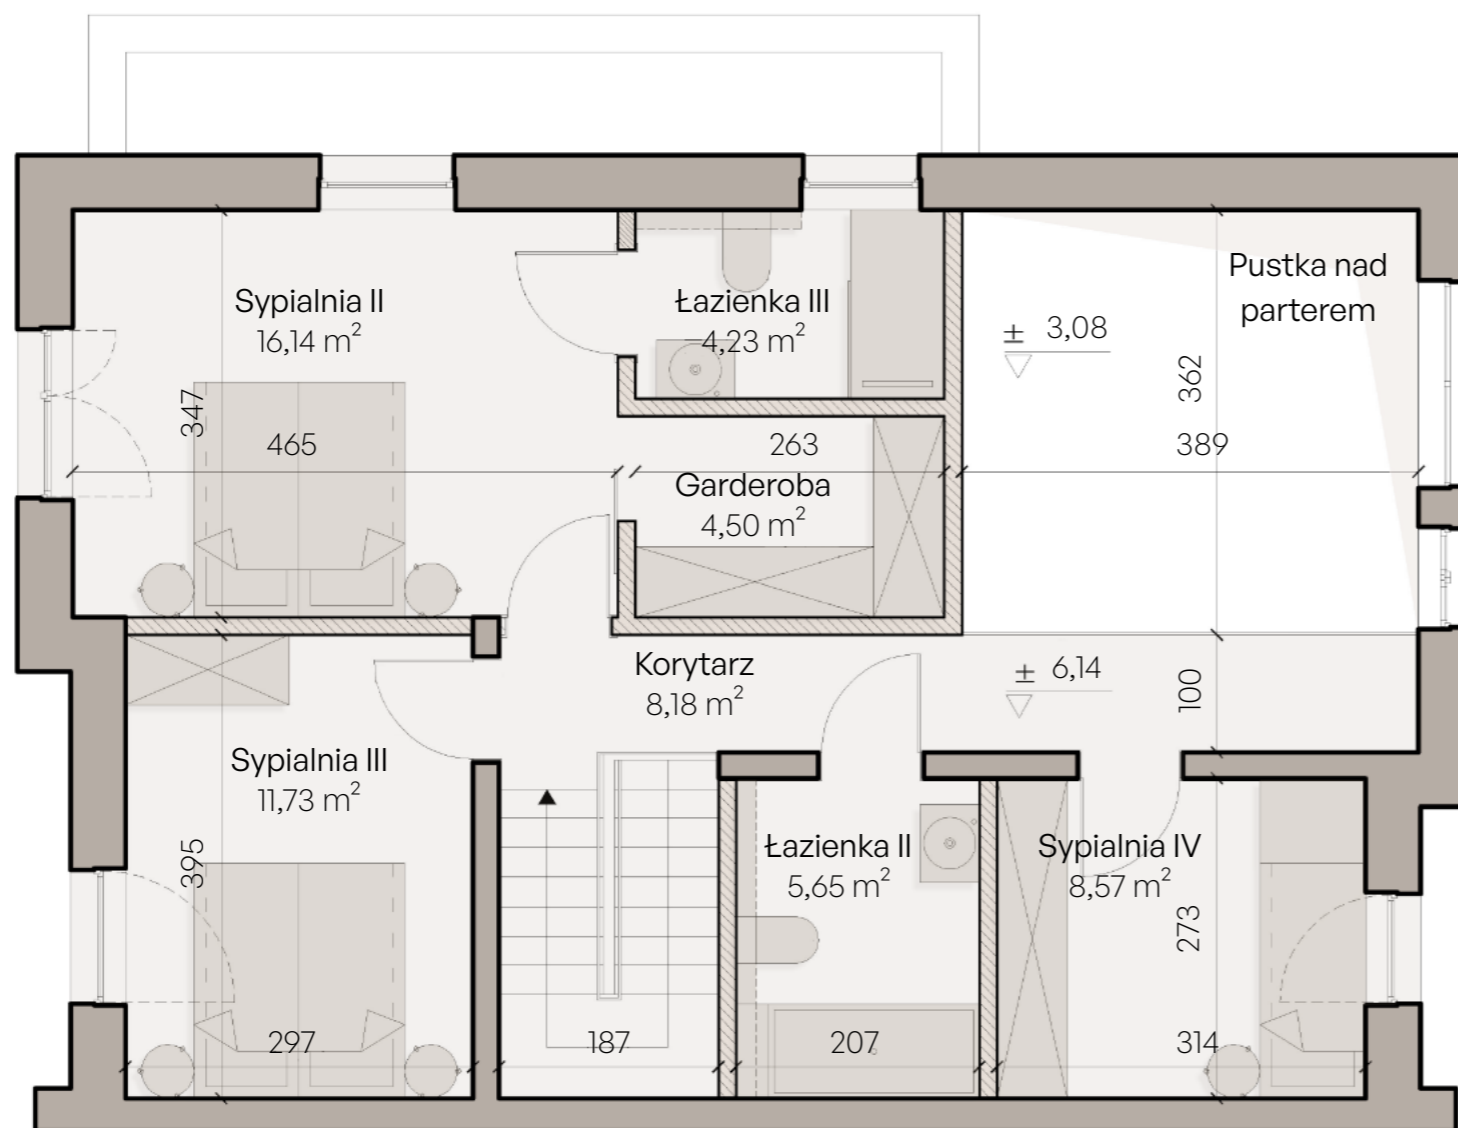 Sypialnia II
16,14 m²
347
465
Łazienka III
4,23 m²
263
Garderoba
4,50 m²
Pustka nad
parterem
± 3,08
362
389
Korytarz
8,18 m²
± 6,14
100
Sypialnia III
11,73 m²
395
297
187
Łazienka II
5,65 m²
207
Sypialnia IV
8,57 m²
273
314